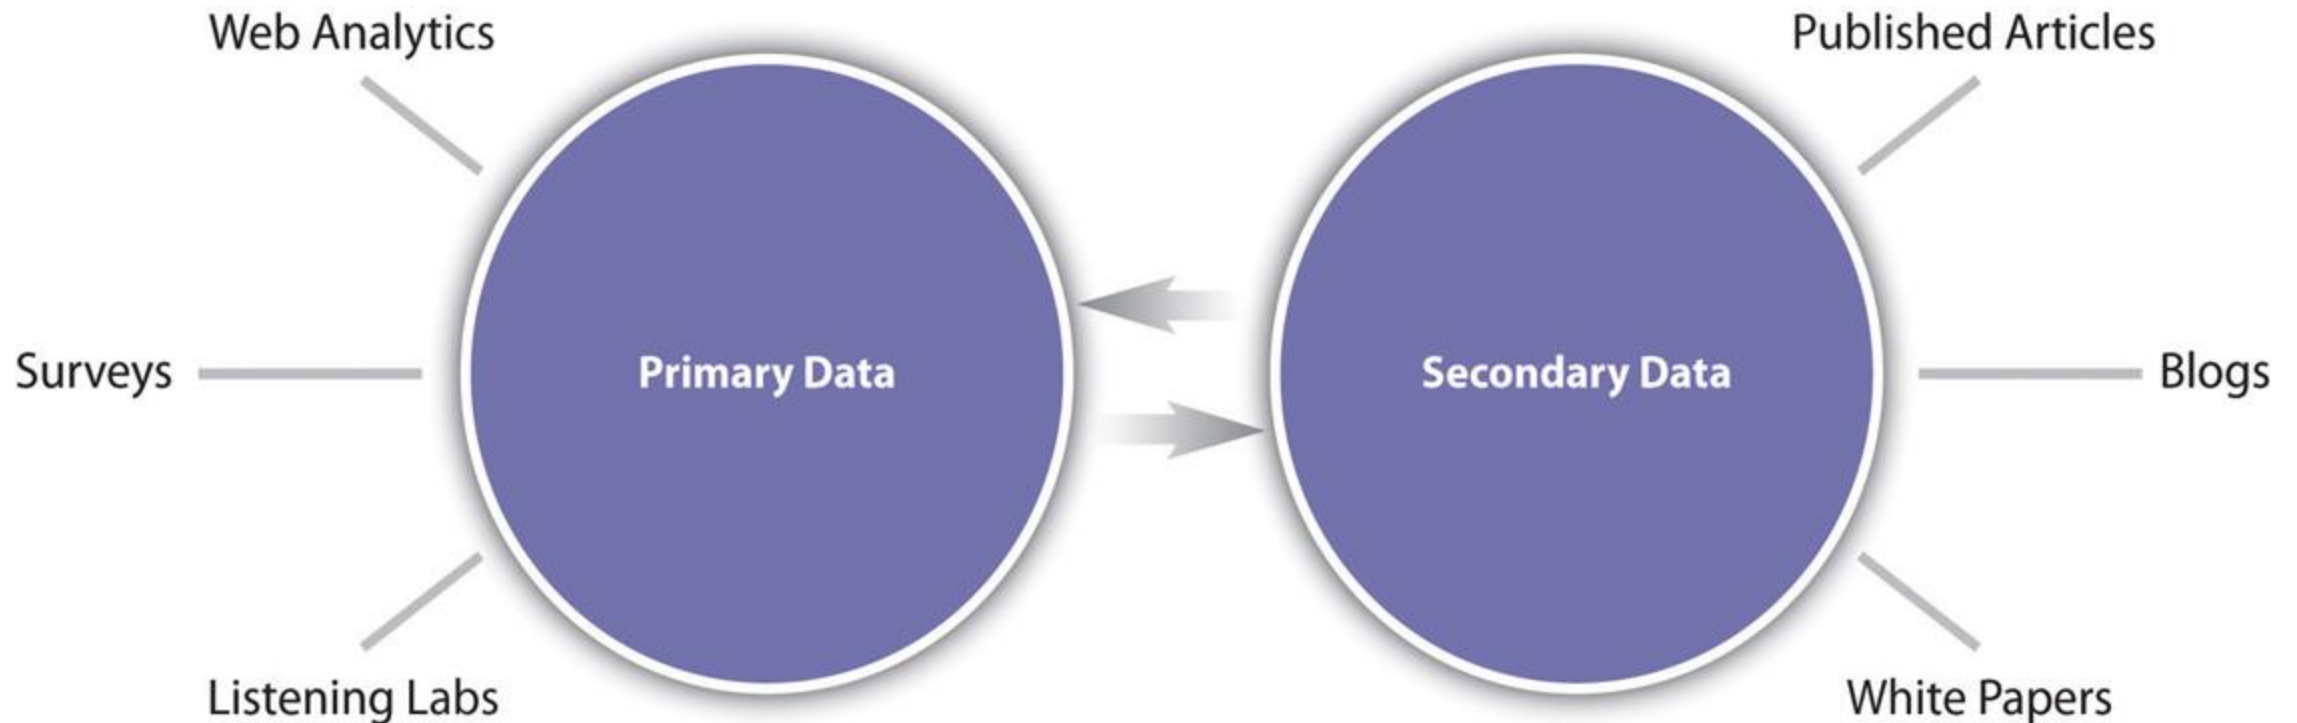 Web Analytics
Published Articles
Surveys
Primary Data
Secondary Data
Blogs
Listening Labs
White Papers